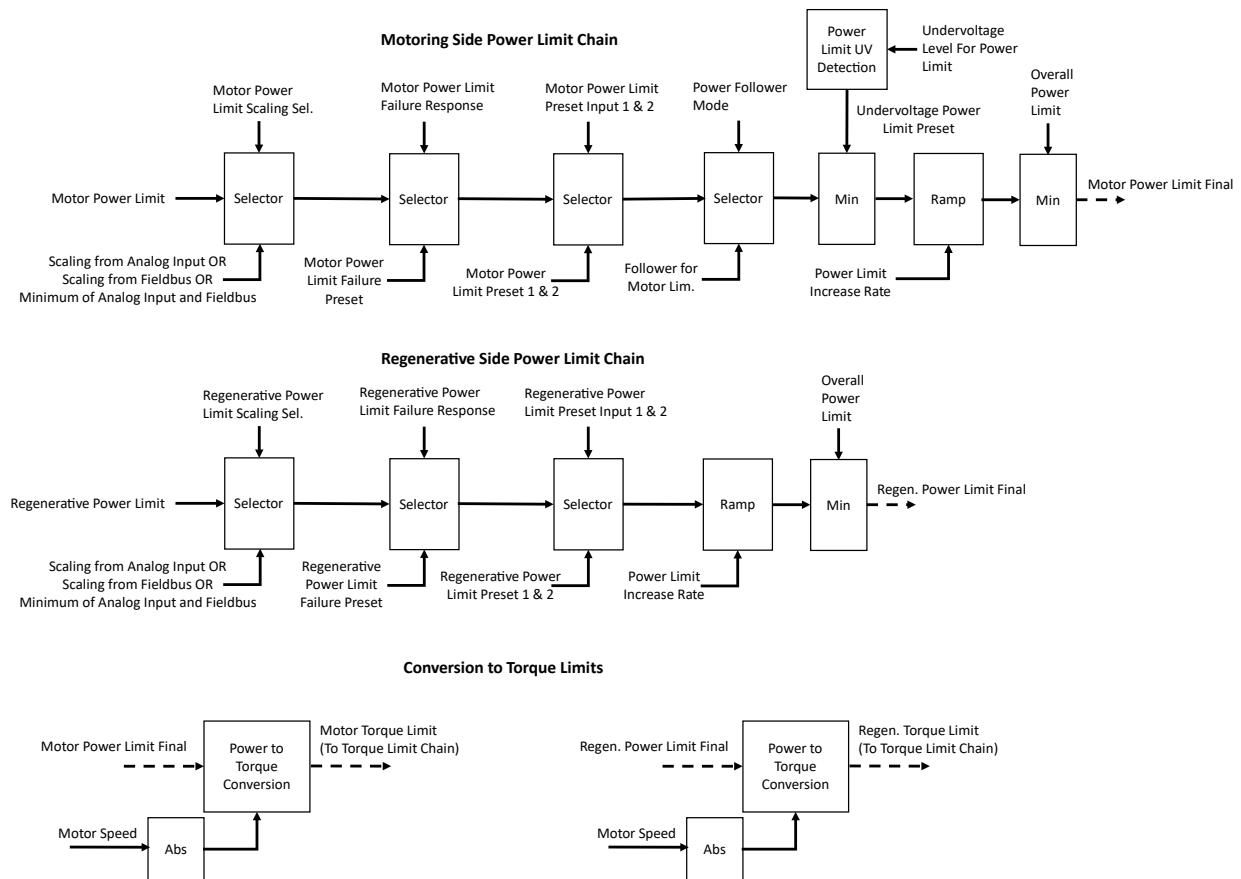 Motoring Side Power Limit Chain
Power
Limit UV
Detection
Undervoltage
Level For Power
Limit
Motor Power
Limit Scaling Sel.
Motor Power Limit
Failure Response
Motor Power Limit
Preset Input 1 & 2
Power Follower
Mode
Undervoltage Power
Limit Preset
Overall
Power
Limit
Motor Power Limit
Selector
Selector
Selector
Selector
Min
Ramp
Min
Motor Power Limit Final
Scaling from Analog Input OR
Scaling from Fieldbus OR
Minimum of Analog Input and Fieldbus
Motor Power
Limit Failure
Preset
Motor Power
Limit Preset 1 & 2
Follower for
Motor Lim.
Power Limit
Increase Rate
Regenerative Side Power Limit Chain
Regenerative Power
Limit Scaling Sel.
Regenerative Power
Limit Failure Response
Regenerative Power
Limit Preset Input 1 & 2
Overall
Power
Limit
Regenerative Power Limit
Selector
Selector
Selector
Ramp
Min
Regen. Power Limit Final
Scaling from Analog Input OR
Scaling from Fieldbus OR
Minimum of Analog Input and Fieldbus
Regenerative
Power Limit
Failure Preset
Regenerative Power
Limit Preset 1 & 2
Power Limit
Increase Rate
Conversion to Torque Limits
Motor Power Limit Final
Power to
Torque
Conversion
Motor Torque Limit
(To Torque Limit Chain)
Motor Speed
Abs
Regen. Power Limit Final
Power to
Torque
Conversion
Regen. Torque Limit
(To Torque Limit Chain)
Motor Speed
Abs